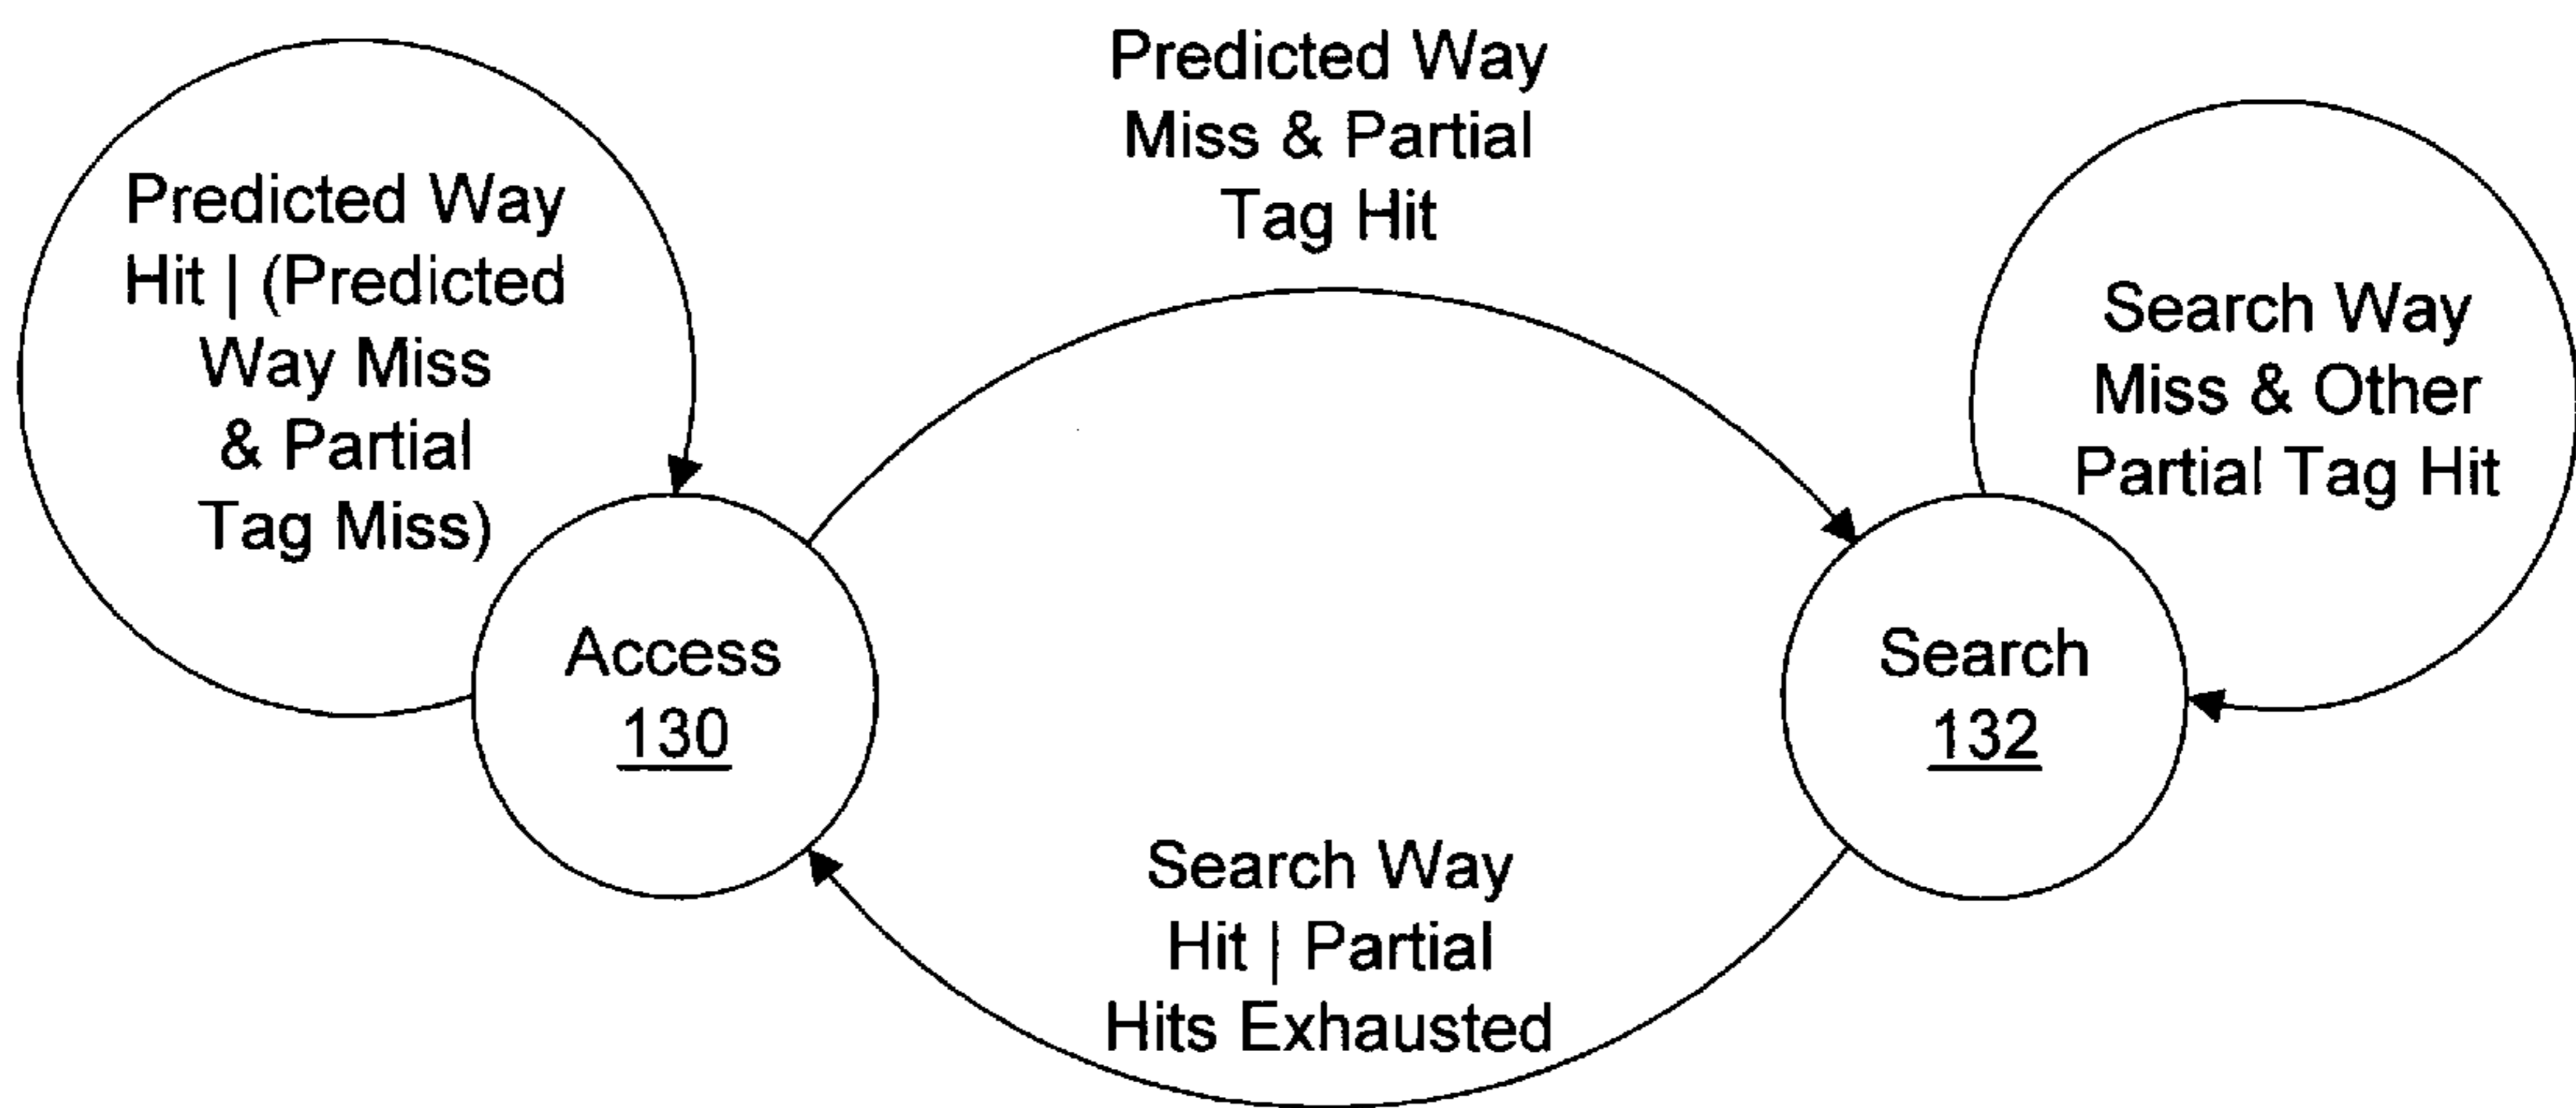 Predicted Way
Hit | (Predicted
Way Miss
& Partial
Tag Miss)
Predicted Way
Miss & Partial
Tag Hit
Search Way
Miss & Other
Partial Tag Hit
Access
130
Search
132
Search Way
Hit | Partial
Hits Exhausted